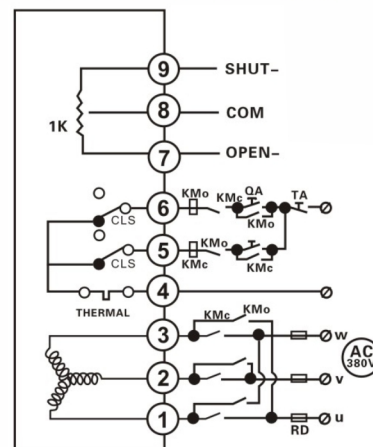 9 SHUT-
1K 8 COM
7 OPEN-
6 KMo KMc QA TA
CLS KMo
5 KMo KMc
CLS KMc
4
THERMAL
3 KMc KMo w
AC 380V
2 v
1 u
RD